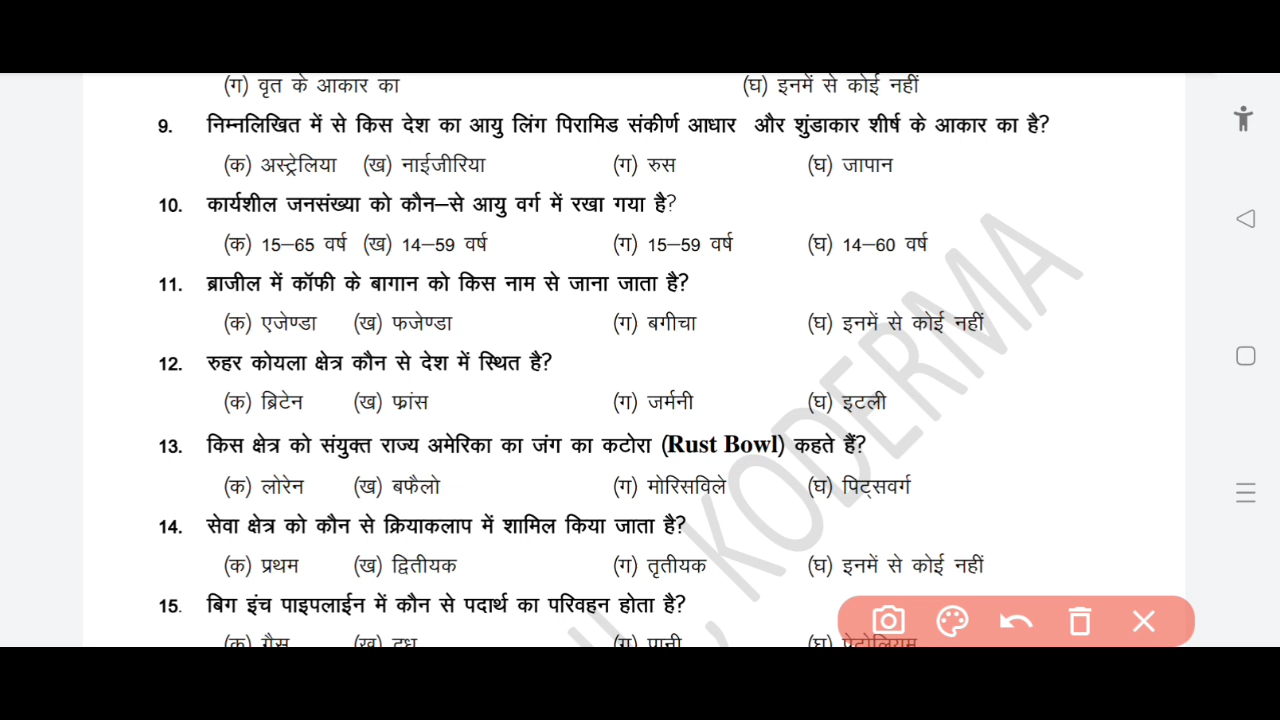 (ग) वृत के आकार का (घ) इनमें से कोई नहीं
9. निम्नलिखित में से किस देश का आयु लिंग पिरामिड संकीर्ण आधार और शुंडाकार शीर्ष के आकार का है?
(क) अस्ट्रेलिया (ख) नाईजीरिया (ग) रुस (घ) जापान
10. कार्यशील जनसंख्या को कौन–से आयु वर्ग में रखा गया है?
(क) 15–65 वर्ष (ख) 14–59 वर्ष (ग) 15–59 वर्ष (घ) 14–60 वर्ष
11. ब्राजील में कॉफी के बागान को किस नाम से जाना जाता है?
(क) एजेण्डा (ख) फजेण्डा (ग) बगीचा (घ) इनमें से कोई नहीं
12. रुहर कोयला क्षेत्र कौन से देश में स्थित है?
(क) ब्रिटेन (ख) फ्रांस (ग) जर्मनी (घ) इटली
13. किस क्षेत्र को संयुक्त राज्य अमेरिका का जंग का कटोरा (Rust Bowl) कहते हैं?
(क) लोरेन (ख) बफैलो (ग) मोरिसविले (घ) पिट्सवर्ग
14. सेवा क्षेत्र को कौन से क्रियाकलाप में शामिल किया जाता है?
(क) प्रथम (ख) द्वितीयक (ग) तृतीयक (घ) इनमें से कोई नहीं
15. बिग इंच पाइपलाईन में कौन से पदार्थ का परिवहन होता है?
(क) गैस (ख) दूध (ग) पानी (घ) पेट्रोलियम
, KODERMA